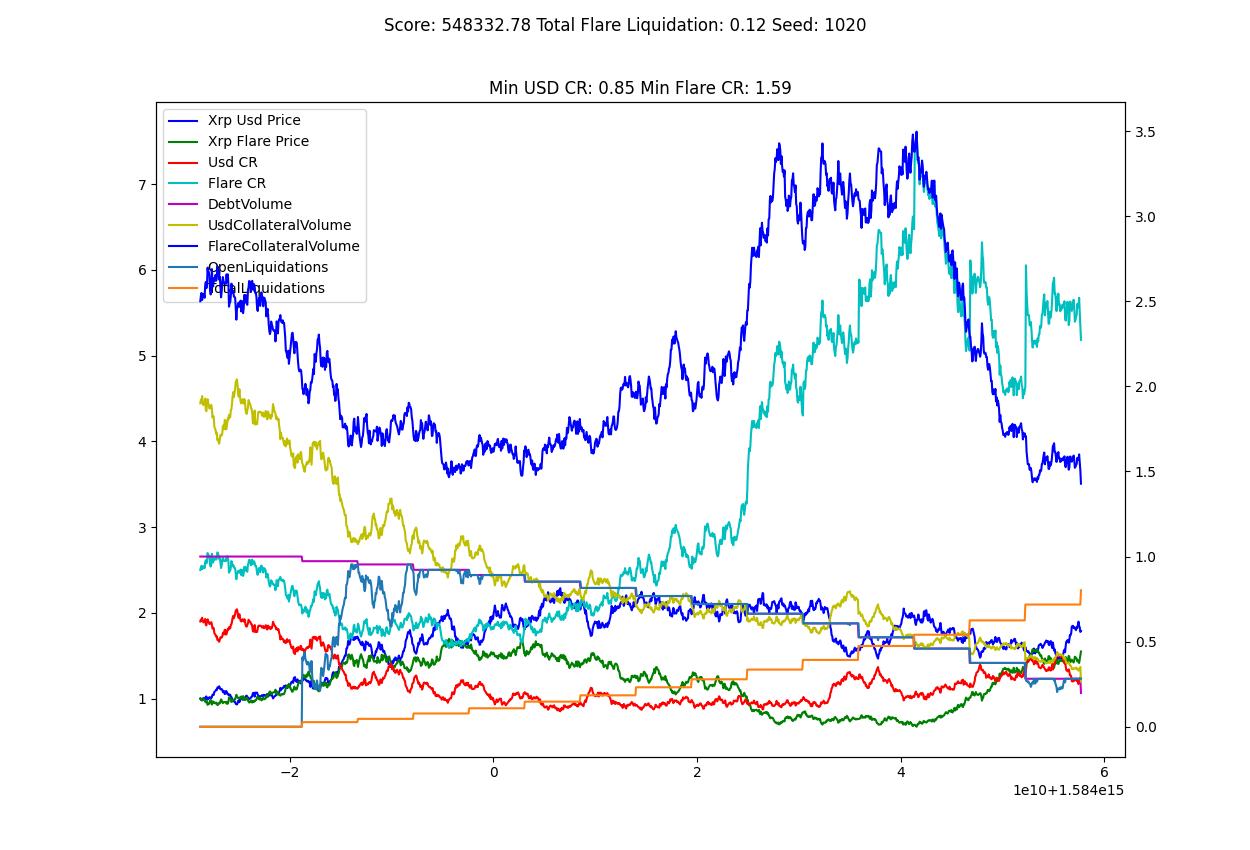 Score: 548332.78 Total Flare Liquidation: 0.12 Seed: 1020
Min USD CR: 0.85 Min Flare CR: 1.59
Xrp Usd Price
Xrp Flare Price
Usd CR
Flare CR
DebtVolume
UsdCollateralVolume
FlareCollateralVolume
OpenLiquidations
TotalLiquidations
7
6
5
4
3
2
1
3.5
3.0
2.5
2.0
1.5
1.0
0.5
0.0
−2
0
2
4
6
1e10+1.584e15